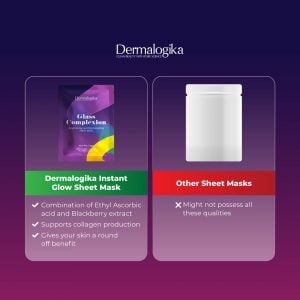 Dermalogika
Dermalogika
Glass
Complexion
Dermalogika Instant
Glow Sheet Mask
Other Sheet Masks
✓ Combination of Ethyl Ascorbic
acid and Blackberry extract
✓ Supports collagen production
✓ Gives your skin a round
off benefit
✗ Might not possess all
these qualities